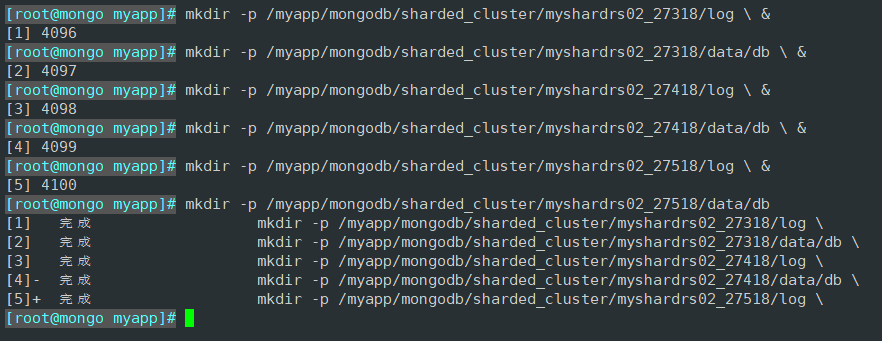 [root@mongo myapp]# mkdir -p /myapp/mongodb/sharded_cluster/myshardrs02_27318/log \ &
[1] 4096
[root@mongo myapp]# mkdir -p /myapp/mongodb/sharded_cluster/myshardrs02_27318/data/db \ &
[2] 4097
[root@mongo myapp]# mkdir -p /myapp/mongodb/sharded_cluster/myshardrs02_27418/log \ &
[3] 4098
[root@mongo myapp]# mkdir -p /myapp/mongodb/sharded_cluster/myshardrs02_27418/data/db \ &
[4] 4099
[root@mongo myapp]# mkdir -p /myapp/mongodb/sharded_cluster/myshardrs02_27518/log \ &
[5] 4100
[root@mongo myapp]# mkdir -p /myapp/mongodb/sharded_cluster/myshardrs02_27518/data/db
[1]   完成                  mkdir -p /myapp/mongodb/sharded_cluster/myshardrs02_27318/log \
[2]   完成                  mkdir -p /myapp/mongodb/sharded_cluster/myshardrs02_27318/data/db \
[3]   完成                  mkdir -p /myapp/mongodb/sharded_cluster/myshardrs02_27418/log \
[4]-  完成                  mkdir -p /myapp/mongodb/sharded_cluster/myshardrs02_27418/data/db \
[5]+  完成                  mkdir -p /myapp/mongodb/sharded_cluster/myshardrs02_27518/log \
[root@mongo myapp]#